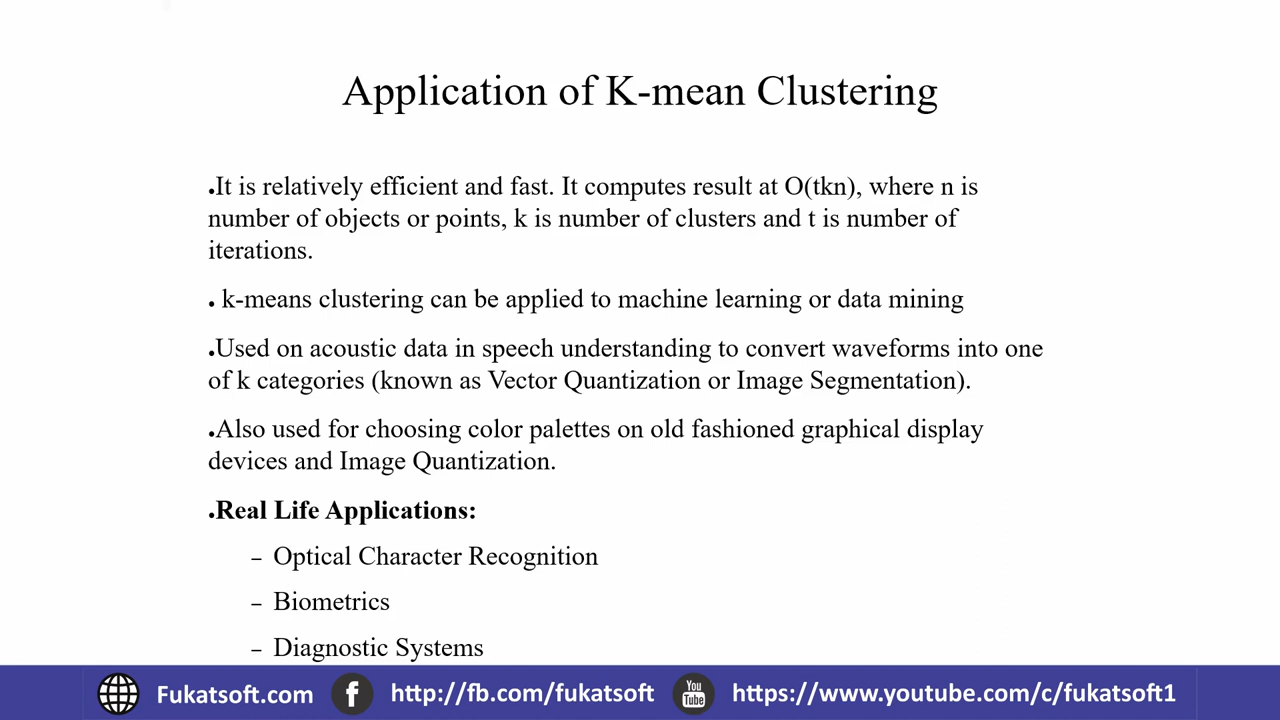 Application of K-mean Clustering
•It is relatively efficient and fast. It computes result at O(tkn), where n is
number of objects or points, k is number of clusters and t is number of
iterations.
• k-means clustering can be applied to machine learning or data mining
•Used on acoustic data in speech understanding to convert waveforms into one
of k categories (known as Vector Quantization or Image Segmentation).
•Also used for choosing color palettes on old fashioned graphical display
devices and Image Quantization.
•Real Life Applications:
– Optical Character Recognition
– Biometrics
– Diagnostic Systems
Fukatsoft.com f http://fb.com/fukatsoft You Tube https://www.youtube.com/c/fukatsoft1